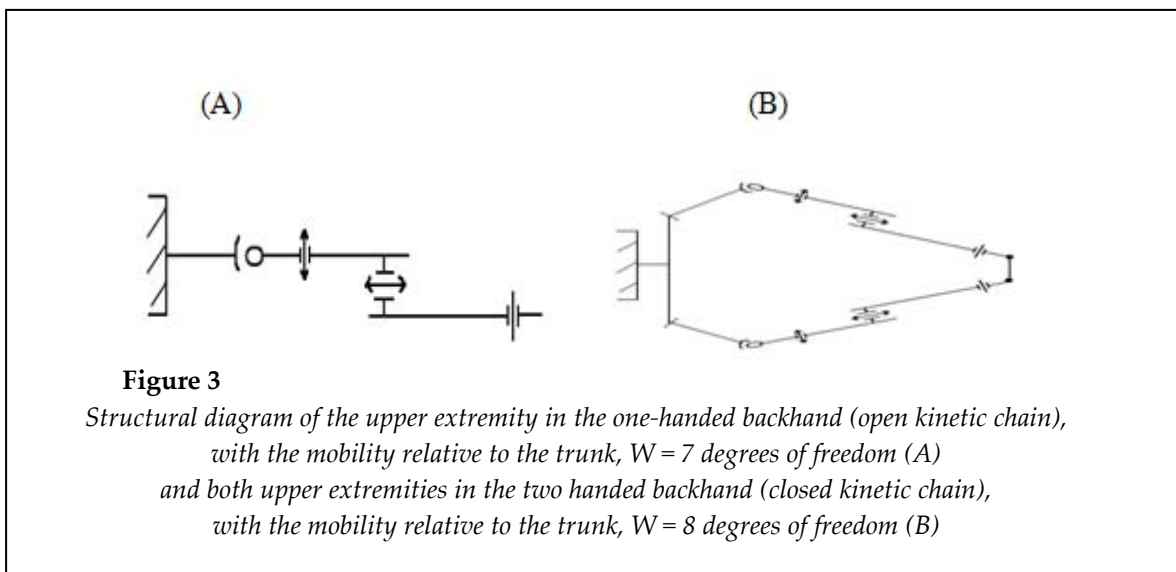 (A)
(B)
Figure 3
Structural diagram of the upper extremity in the one-handed backhand (open kinetic chain),
with the mobility relative to the trunk, W = 7 degrees of freedom (A)
and both upper extremities in the two handed backhand (closed kinetic chain),
with the mobility relative to the trunk, W = 8 degrees of freedom (B)